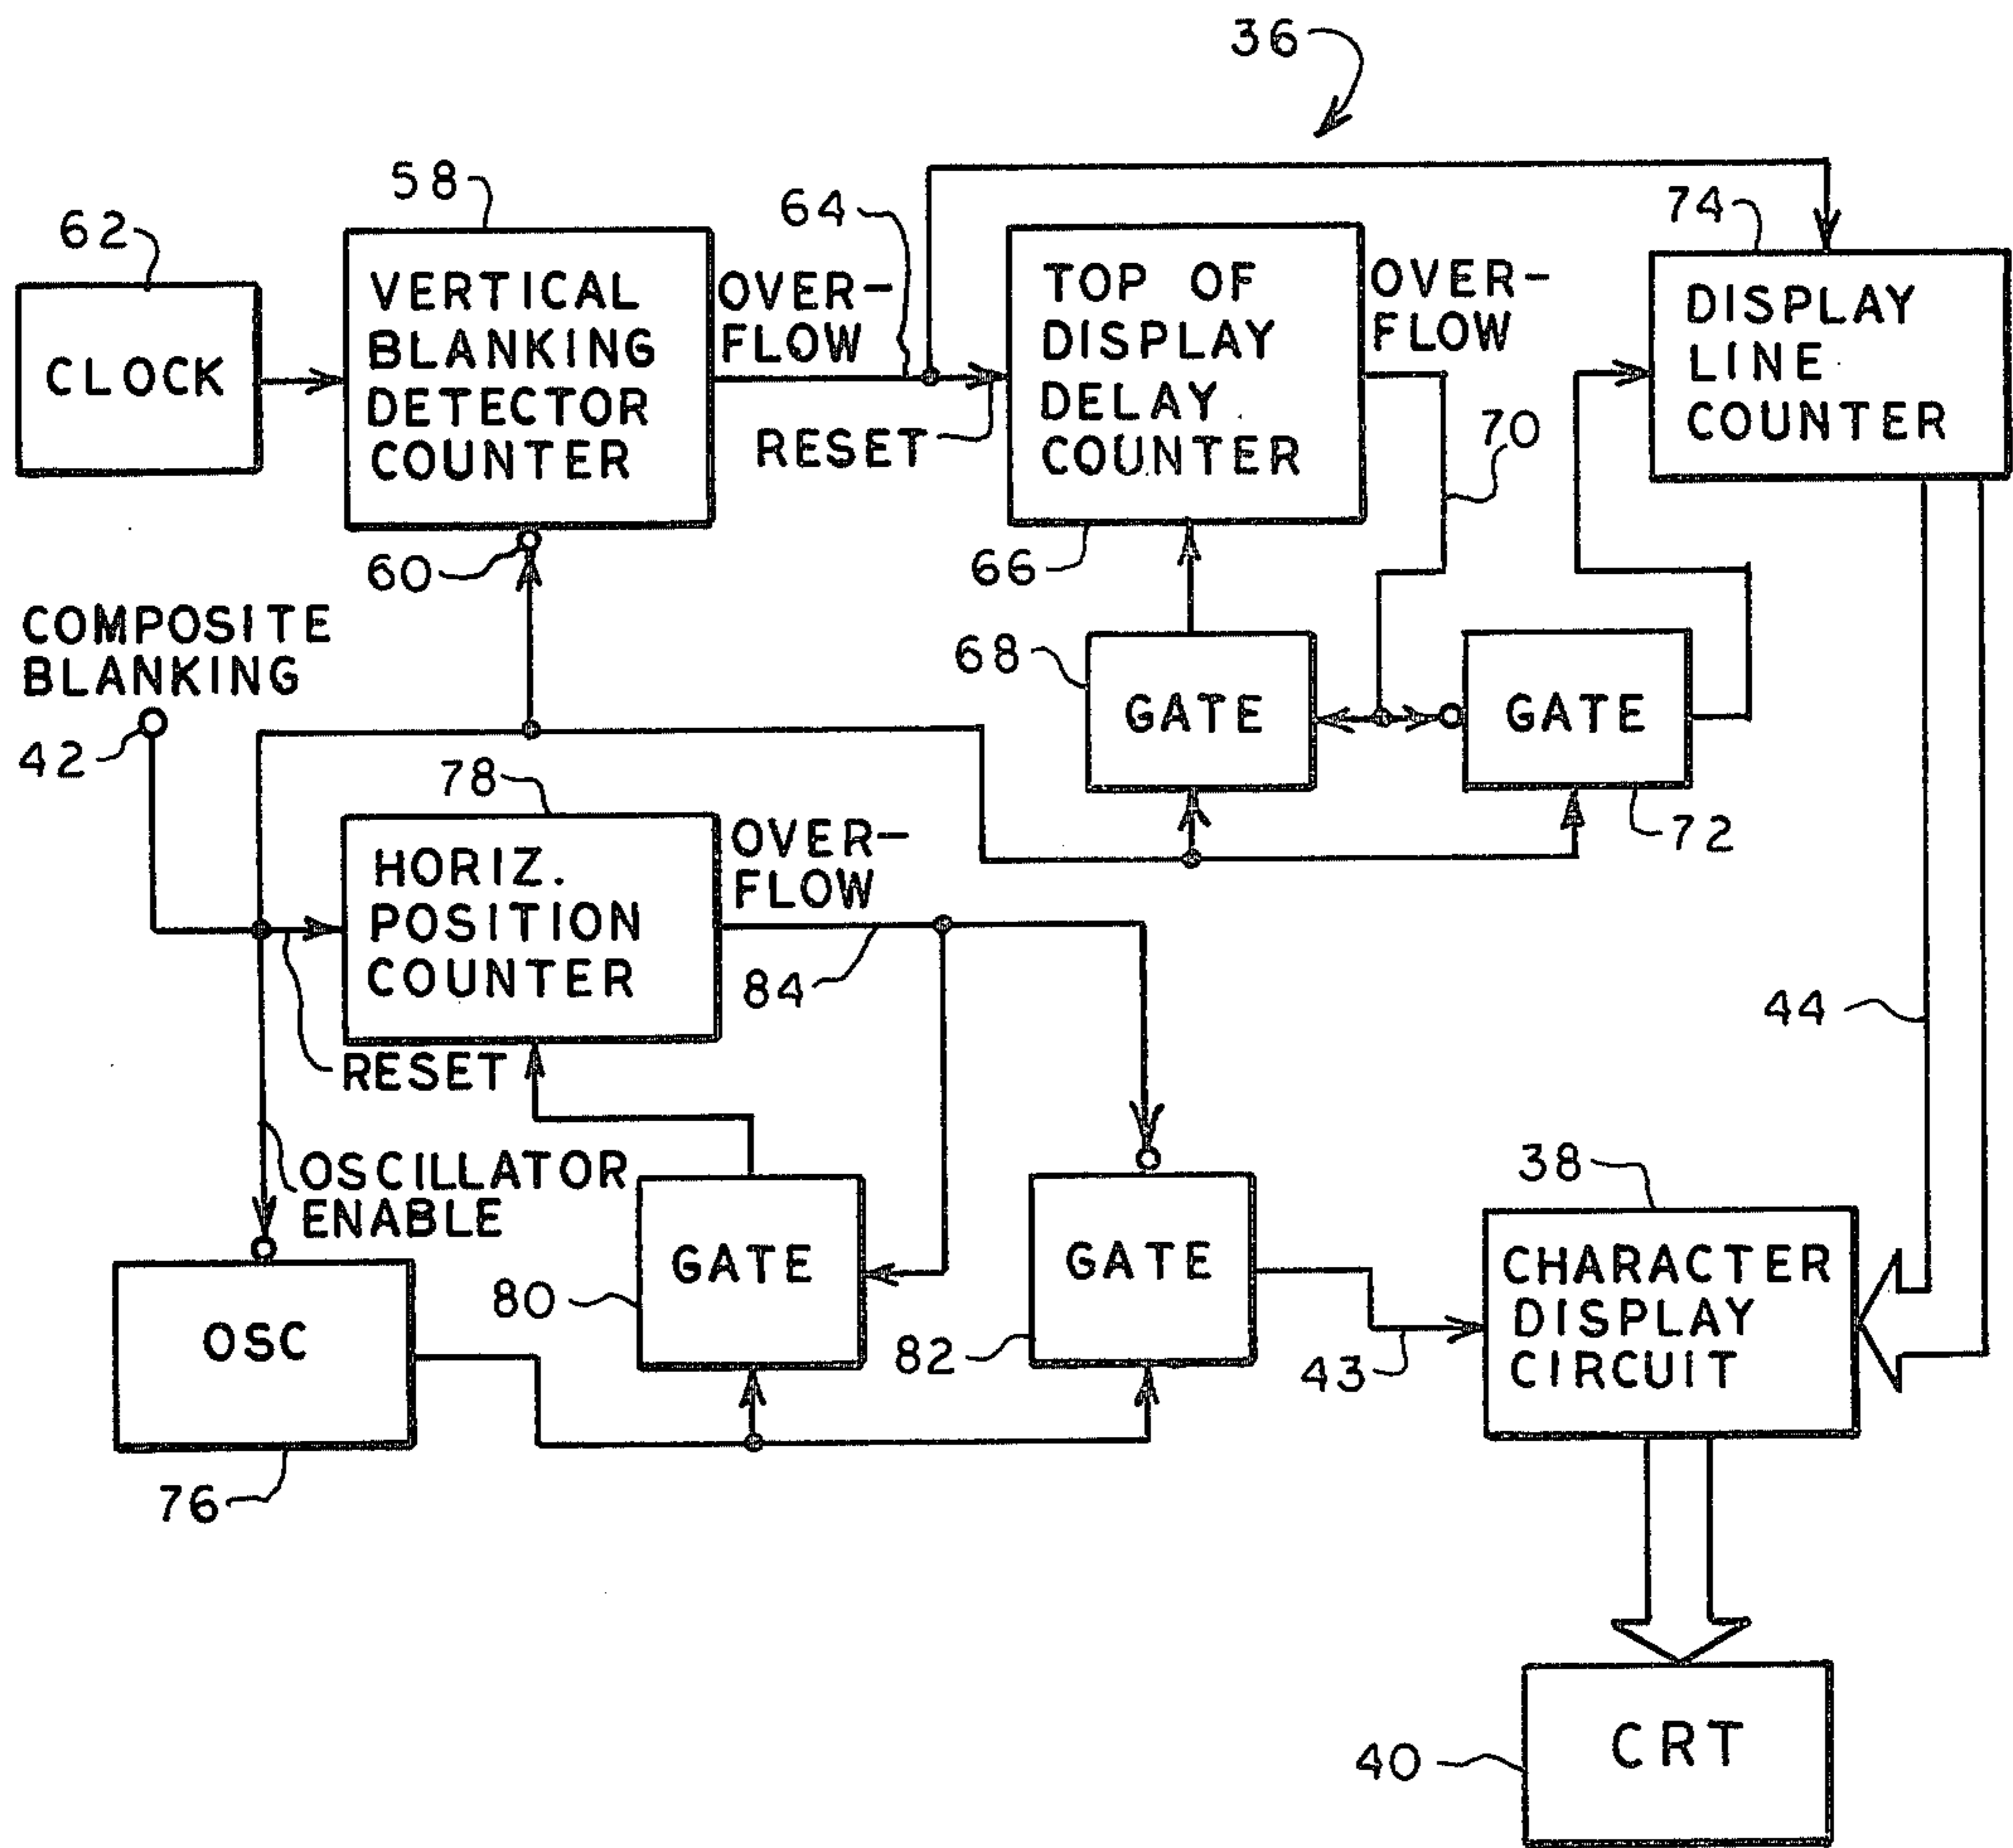 36
58
64
74
62
VERTICAL
BLANKING
DETECTOR
COUNTER
OVER-
FLOW
TOP OF
DISPLAY
DELAY
COUNTER
OVER-
FLOW
DISPLAY
LINE
COUNTER
CLOCK
RESET
70
60
66
COMPOSITE
BLANKING
68
GATE
GATE
42
78
72
HORIZ.
POSITION
COUNTER
OVER-
FLOW
84
44
RESET
OSCILLATOR
ENABLE
38
GATE
GATE
CHARACTER
DISPLAY
CIRCUIT
80
OSC
82
43
76
CRT
40